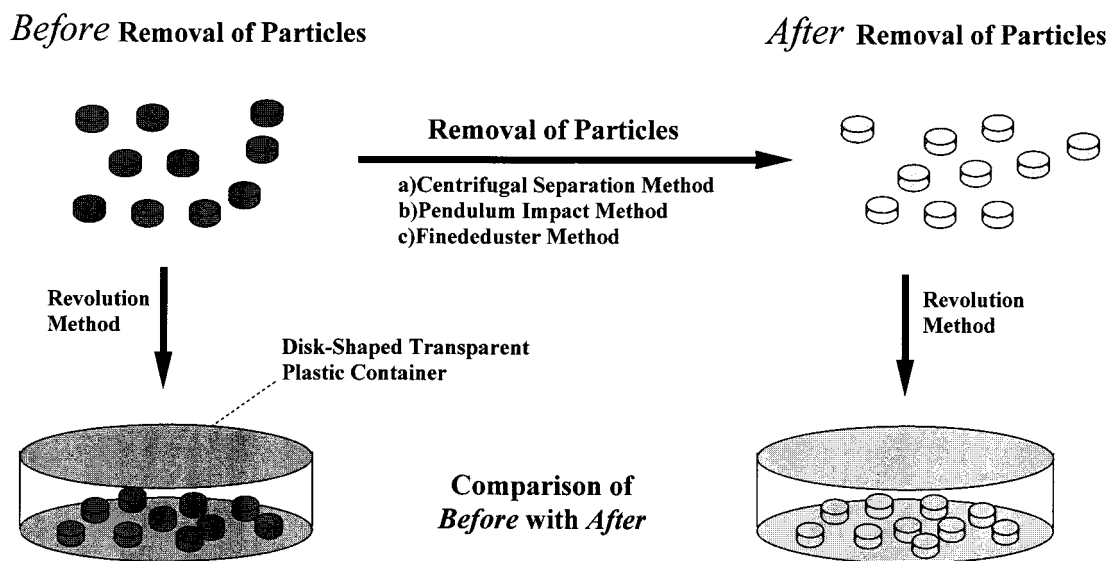 Before Removal of Particles
After Removal of Particles
Removal of Particles
a)Centrifugal Separation Method
b)Pendulum Impact Method
c)Finededuster Method
Revolution
Method
Revolution
Method
Disk-Shaped Transparent
Plastic Container
Comparison of
Before with After